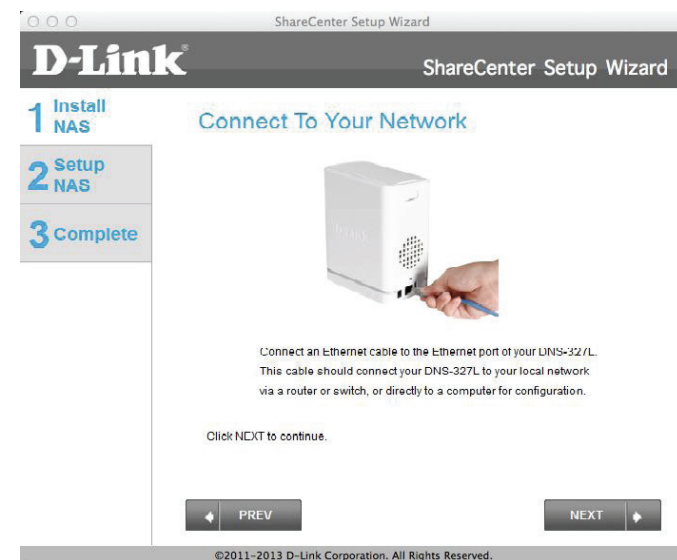 ShareCenter Setup Wizard
D-Link®
ShareCenter Setup Wizard
1 Install NAS
2 Setup NAS
3 Complete
Connect To Your Network
D-Link
Connect an Ethernet cable to the Ethernet port of your DNS-327L.
This cable should connect your DNS-327L to your local network
via a router or switch, or directly to a computer for configuration.
Click NEXT to continue.
PREV
NEXT
©2011-2013 D-Link Corporation. All Rights Reserved.